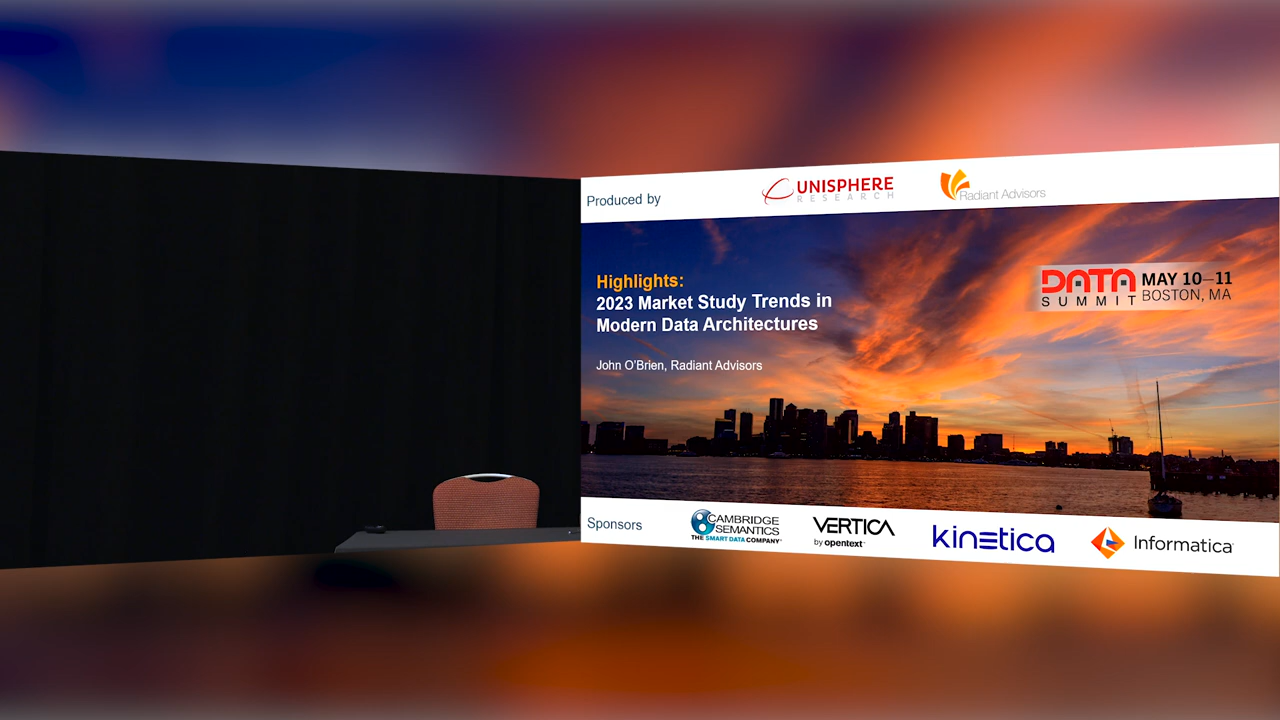 Produced by
UNISPHERE
RESEARCH
Radiant Advisors
Highlights:
2023 Market Study Trends in
Modern Data Architectures
John O'Brien, Radiant Advisors
DATA
SUMMIT
MAY 10–11
BOSTON, MA
Sponsors
CAMBRIDGE
SEMANTICS
THE SMART DATA COMPANY
VERTICA
by opentext™
kinetica
Informatica